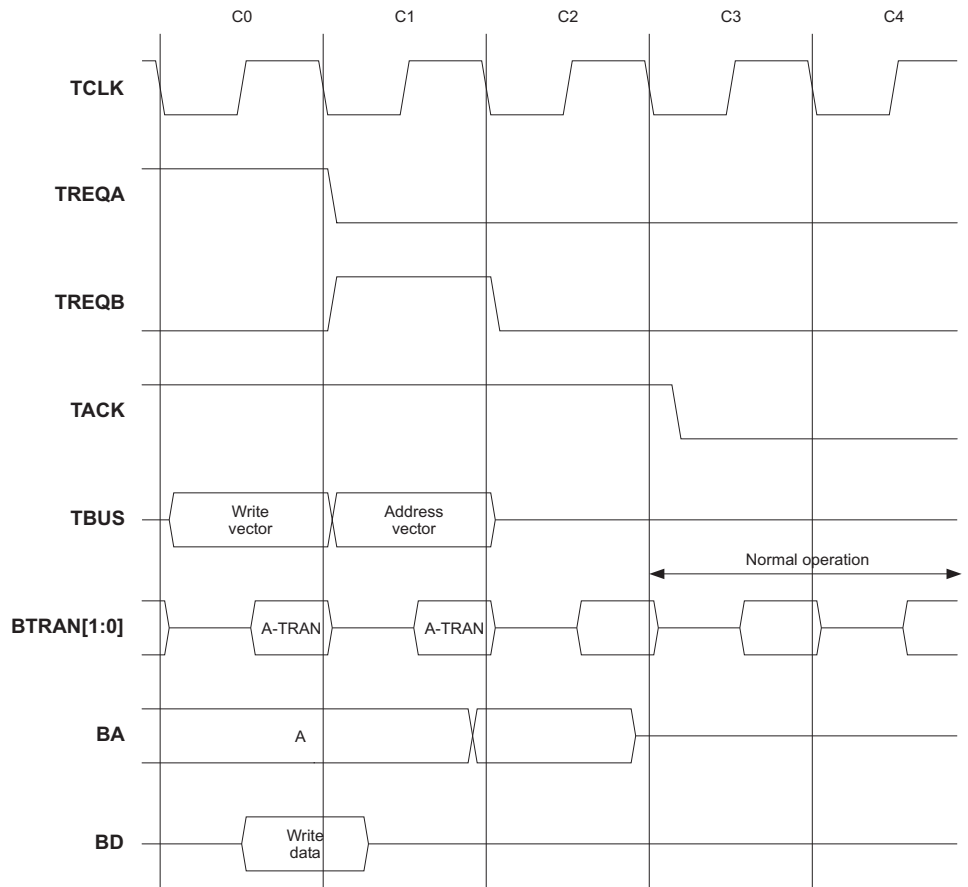 C0 C1 C2 C3 C4
TCLK
TREQA
TREQB
TACK
TBUS
Write
vector
Address
vector
Normal operation
BTRAN[1:0]
A-TRAN
A-TRAN
BA
A
BD
Write
data